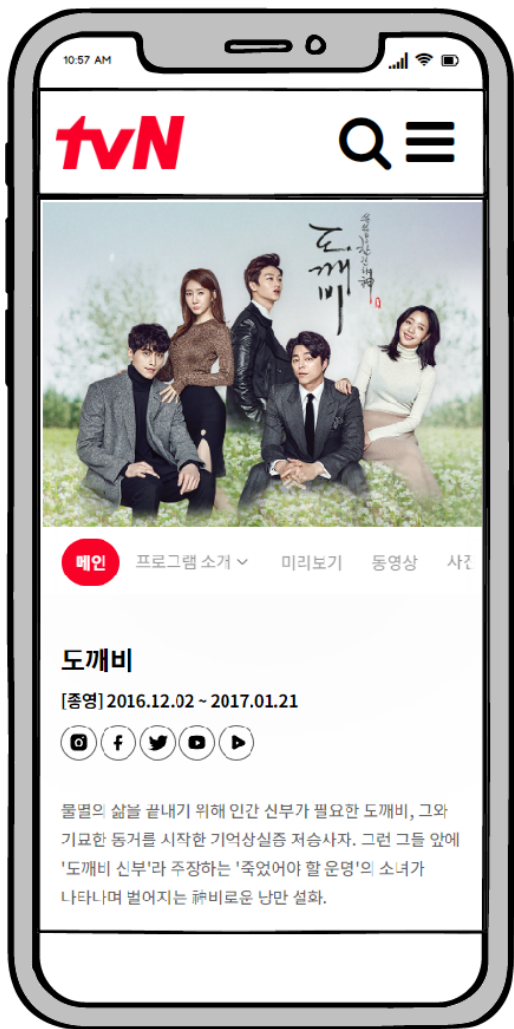 10:57 AM
tvN
도깨비
메인 프로그램 소개 미리보기 동영상 사진
도깨비
[종영] 2016.12.02 ~ 2017.01.21
물멸의 삶을 끝내기 위해 인간 신부가 필요한 도깨비, 그와
기묘한 동거를 시작한 기억상실증 저승사자. 그런 그들 앞에
'도깨비 신부'라 주장하는 '죽었어야 할 운명'의 소녀가
나타나며 벌어지는 神비로운 낭만 설화.